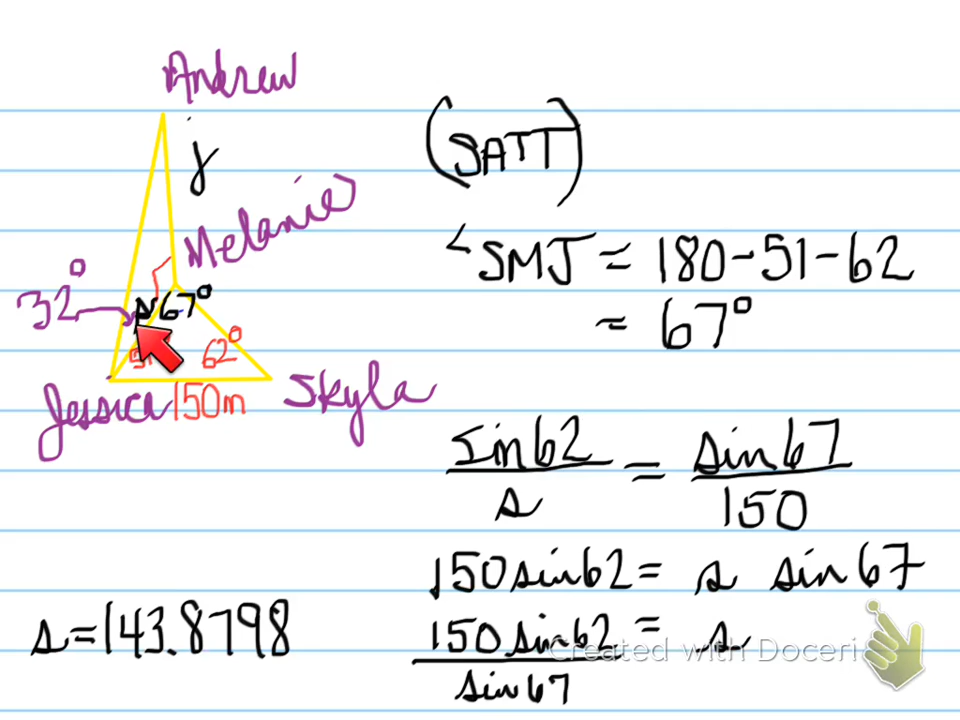 Andrew
j
Melanie
32°
s 67°
51
62°
Jessica
150m
Skyla
(SATT)
<SMJ = 180-51-62
= 67°
Sin62 = sin67
s 150
150sin62 = s sin67
150sin62 = s
sin67
s=143.8798
Created with Doceri